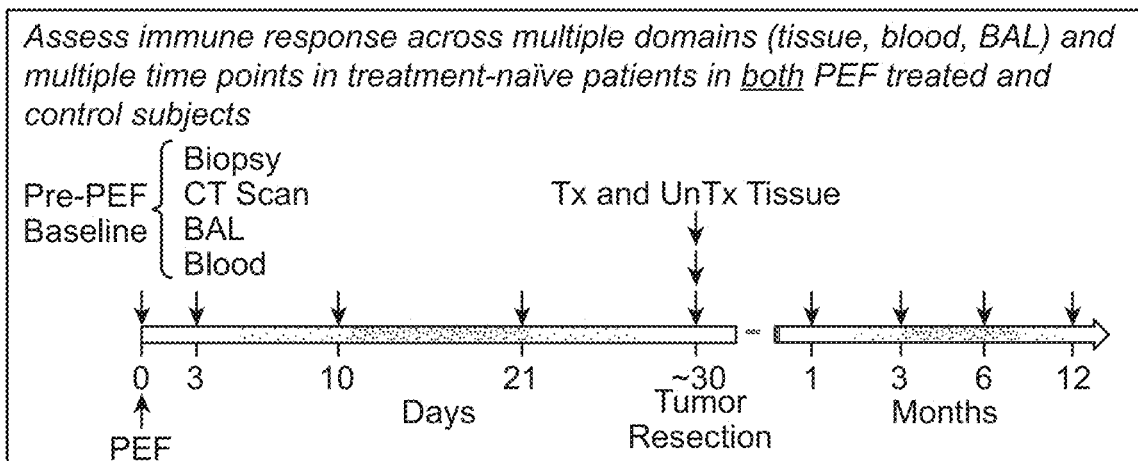 Assess immune response across multiple domains (tissue, blood, BAL) and
multiple time points in treatment-naïve patients in both PEF treated and
control subjects
Pre-PEF
Baseline
Biopsy
CT Scan
BAL
Blood
Tx and UnTx Tissue
0 3 10 21 ~30 1 3 6 12
Days
Tumor
Resection
Months
PEF